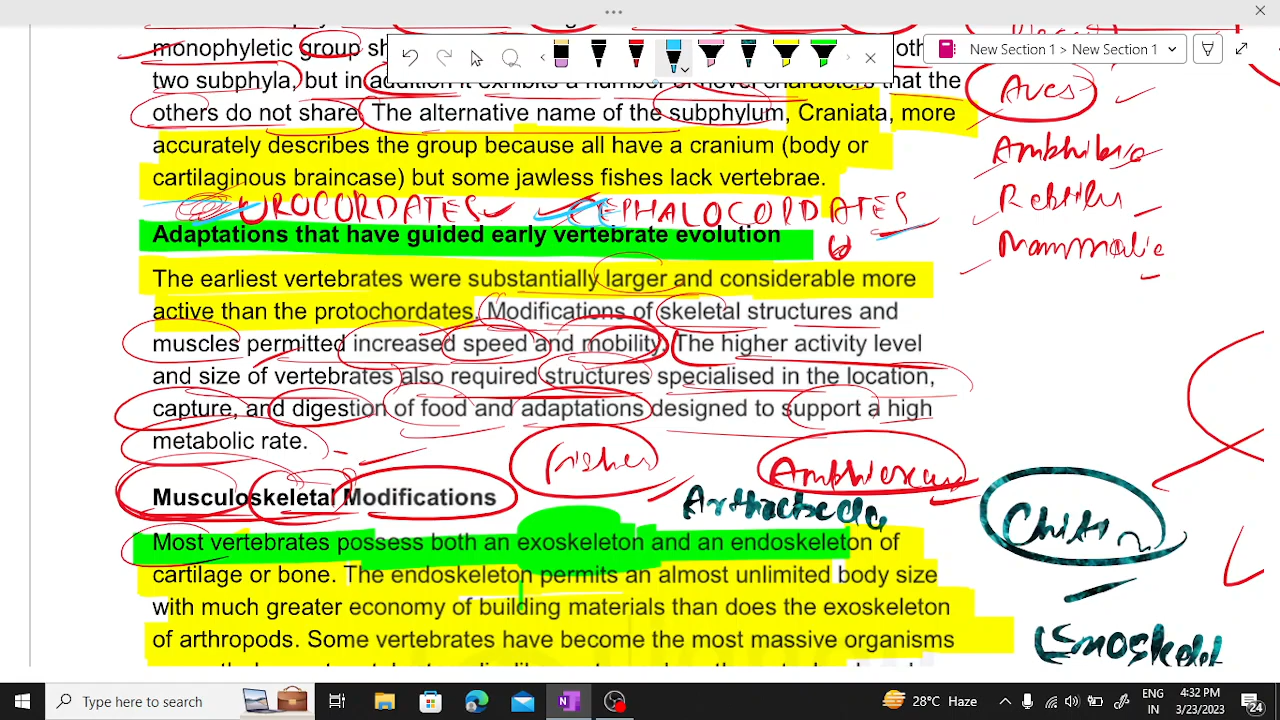 monophyletic group sh
New Section 1 > New Section 1
two subphyla, but in addition it exhibits a number of novel characters that the
others do not share. The alternative name of the subphylum, Craniata, more
accurately describes the group because all have a cranium (body or
cartilaginous braincase) but some jawless fishes lack vertebrae.
Aves
Amphibia
UROCORDATES CEPHALOCORDATES
Adaptations that have guided early vertebrate evolution
The earliest vertebrates were substantially larger and considerable more
active than the protochordates. Modifications of skeletal structures and
muscles permitted increased speed and mobility. The higher activity level
and size of vertebrates also required structures specialised in the location,
capture, and digestion of food and adaptations designed to support a high
metabolic rate.
Fishes
Amphioxus
Musculoskeletal Modifications
Most vertebrates possess both an exoskeleton and an endoskeleton of
cartilage or bone. The endoskeleton permits an almost unlimited body size
with much greater economy of building materials than does the exoskeleton
of arthropods. Some vertebrates have become the most massive organisms
Chitin
Type here to search
28°C Haze
ENG
IN
4:32 PM
3/23/2023
24